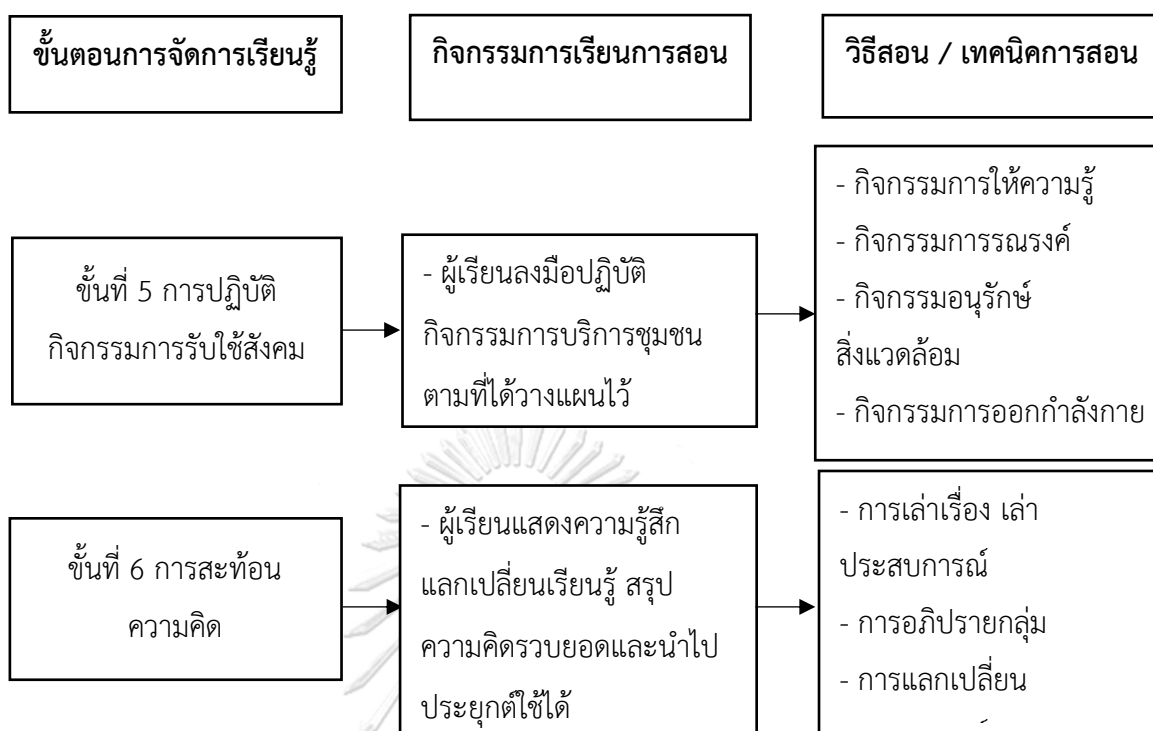 ขั้นตอนการจัดการเรียนรู้
กิจกรรมการเรียนการสอน
วิธีสอน / เทคนิคการสอน
ขั้นที่ 5 การปฏิบัติ
กิจกรรมการรับใช้สังคม
- ผู้เรียนลงมือปฏิบัติ
กิจกรรมการบริการชุมชน
ตามที่ได้วางแผนไว้
- กิจกรรมการให้ความรู้
- กิจกรรมการรณรงค์
- กิจกรรมอนุรักษ์
สิ่งแวดล้อม
- กิจกรรมการออกกำลังกาย
ขั้นที่ 6 การสะท้อน
ความคิด
- ผู้เรียนแสดงความรู้สึก
แลกเปลี่ยนเรียนรู้ สรุป
ความคิดรวบยอดและนำไป
ประยุกต์ใช้ได้
- การเล่าเรื่อง เล่า
ประสบการณ์
- การอภิปรายกลุ่ม
- การแลกเปลี่ยน